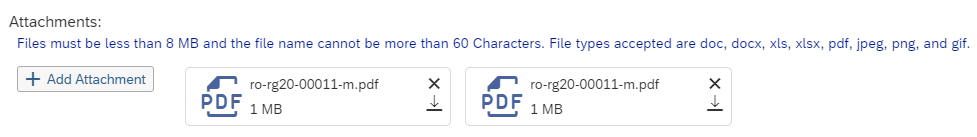 Attachments:
Files must be less than 8 MB and the file name cannot be more than 60 Characters. File types accepted are doc, docx, xls, xlsx, pdf, jpeg, png, and gif.
+ Add Attachment
PDF ro-rg20-00011-m.pdf
1 MB
PDF ro-rg20-00011-m.pdf
1 MB